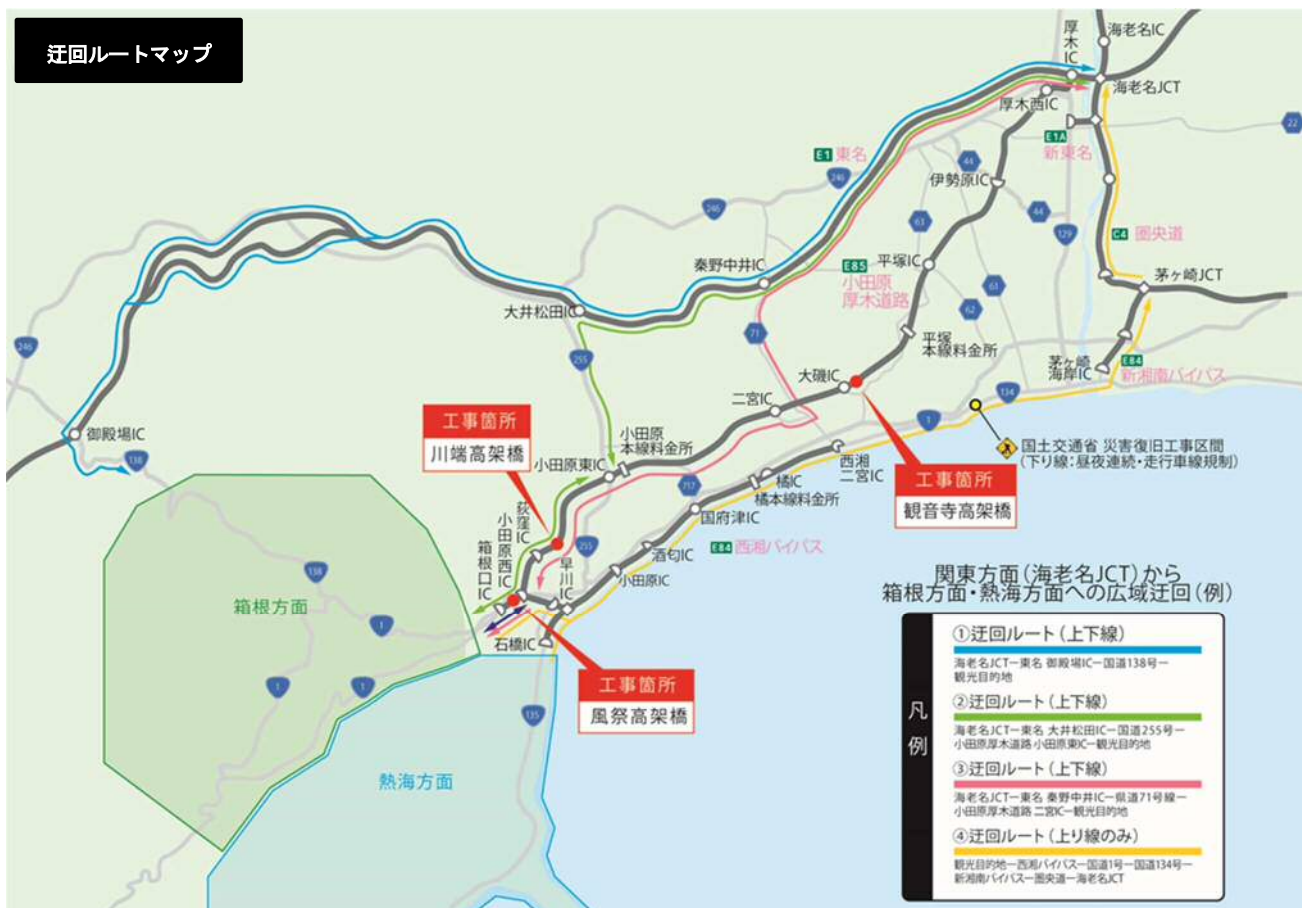 迂回ルートマップ
厚木IC
海老名IC
海老名JCT
厚木西IC
22
E1A
新東名
E1 東名
246
246
44
伊勢原IC
44
63
129
C4 圏央道
246
秦野中井IC
E85
小田原
厚木道路
平塚IC
63
62
茅ヶ崎JCT
大井松田IC
71
平塚
本線料金所
255
大磯IC
茅ヶ崎
海岸IC
E84
新湘南バイパス
134
二宮IC
1
御殿場IC
138
工事箇所
川端高架橋
小田原
本線料金所
小田原東IC
国土交通省 災害復旧工事区間
(下り線:昼夜連続・走行車線規制)
西湘
二宮IC
工事箇所
観音寺高架橋
717
橘IC
橘本線料金所
国府津IC
荻窪IC
小田原西IC
箱根口IC
255
酒匂IC
E84 西湘バイパス
早川IC
小田原IC
138
箱根方面
1
石橋IC
1
1
工事箇所
風祭高架橋
135
熱海方面
関東方面(海老名JCT)から
箱根方面・熱海方面への広域迂回(例)
凡例
①迂回ルート(上下線)
海老名JCTー東名 御殿場ICー国道138号ー
観光目的地
②迂回ルート(上下線)
海老名JCTー東名 大井松田ICー国道255号ー
小田原厚木道路 小田原東ICー観光目的地
③迂回ルート(上下線)
海老名JCTー東名 秦野中井ICー県道71号線ー
小田原厚木道路 二宮ICー観光目的地
④迂回ルート(上り線のみ)
観光目的地ー西湘バイパスー国道1号ー国道134号ー
新湘南バイパスー圏央道ー海老名JCT